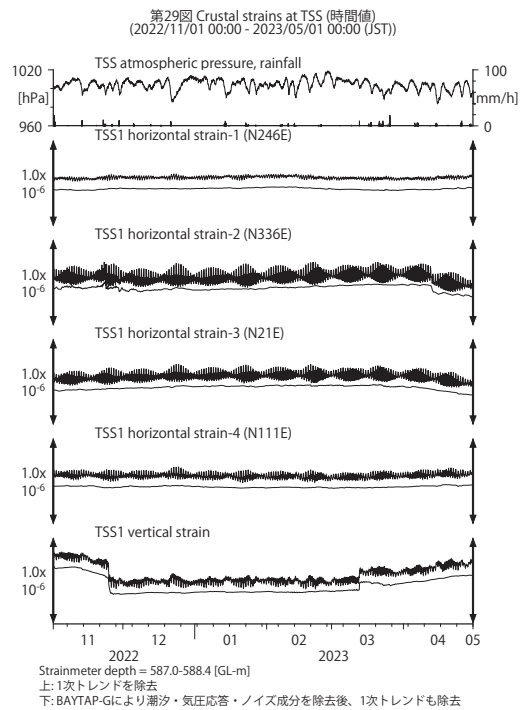 第29図 Crustal strains at TSS (時間値)
(2022/11/01 00:00 - 2023/05/01 00:00 (JST))
TSS atmospheric pressure, rainfall
1020 100
[hPa] [mm/h]
960 0
TSS1 horizontal strain-1 (N246E)
1.0x
10-6
TSS1 horizontal strain-2 (N336E)
1.0x
10-6
TSS1 horizontal strain-3 (N21E)
1.0x
10-6
TSS1 horizontal strain-4 (N111E)
1.0x
10-6
TSS1 vertical strain
1.0x
10-6
11 12 01 02 03 04 05
2022 2023
Strainmeter depth = 587.0-588.4 [GL-m]
上: 1次トレンドを除去
下: BAYTAP-Gにより潮汐・気圧応答・ノイズ成分を除去後、1次トレンドも除去